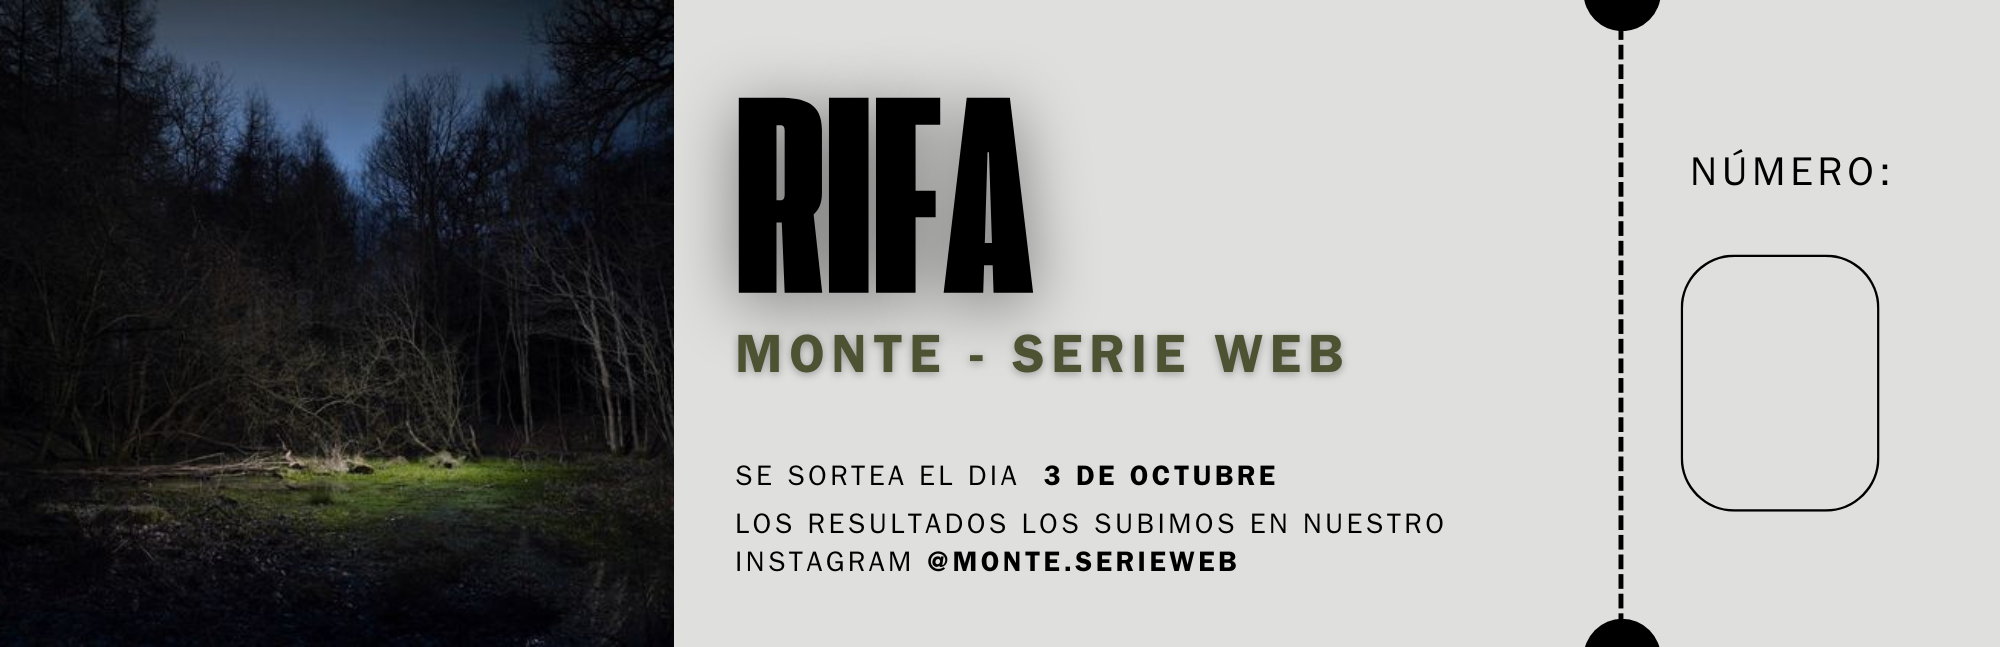 RIFA
MONTE - SERIE WEB
SE SORTEA EL DIA 3 DE OCTUBRE
LOS RESULTADOS LOS SUBIMOS EN NUESTRO
INSTAGRAM @MONTE.SERIEWEB
NÚMERO: